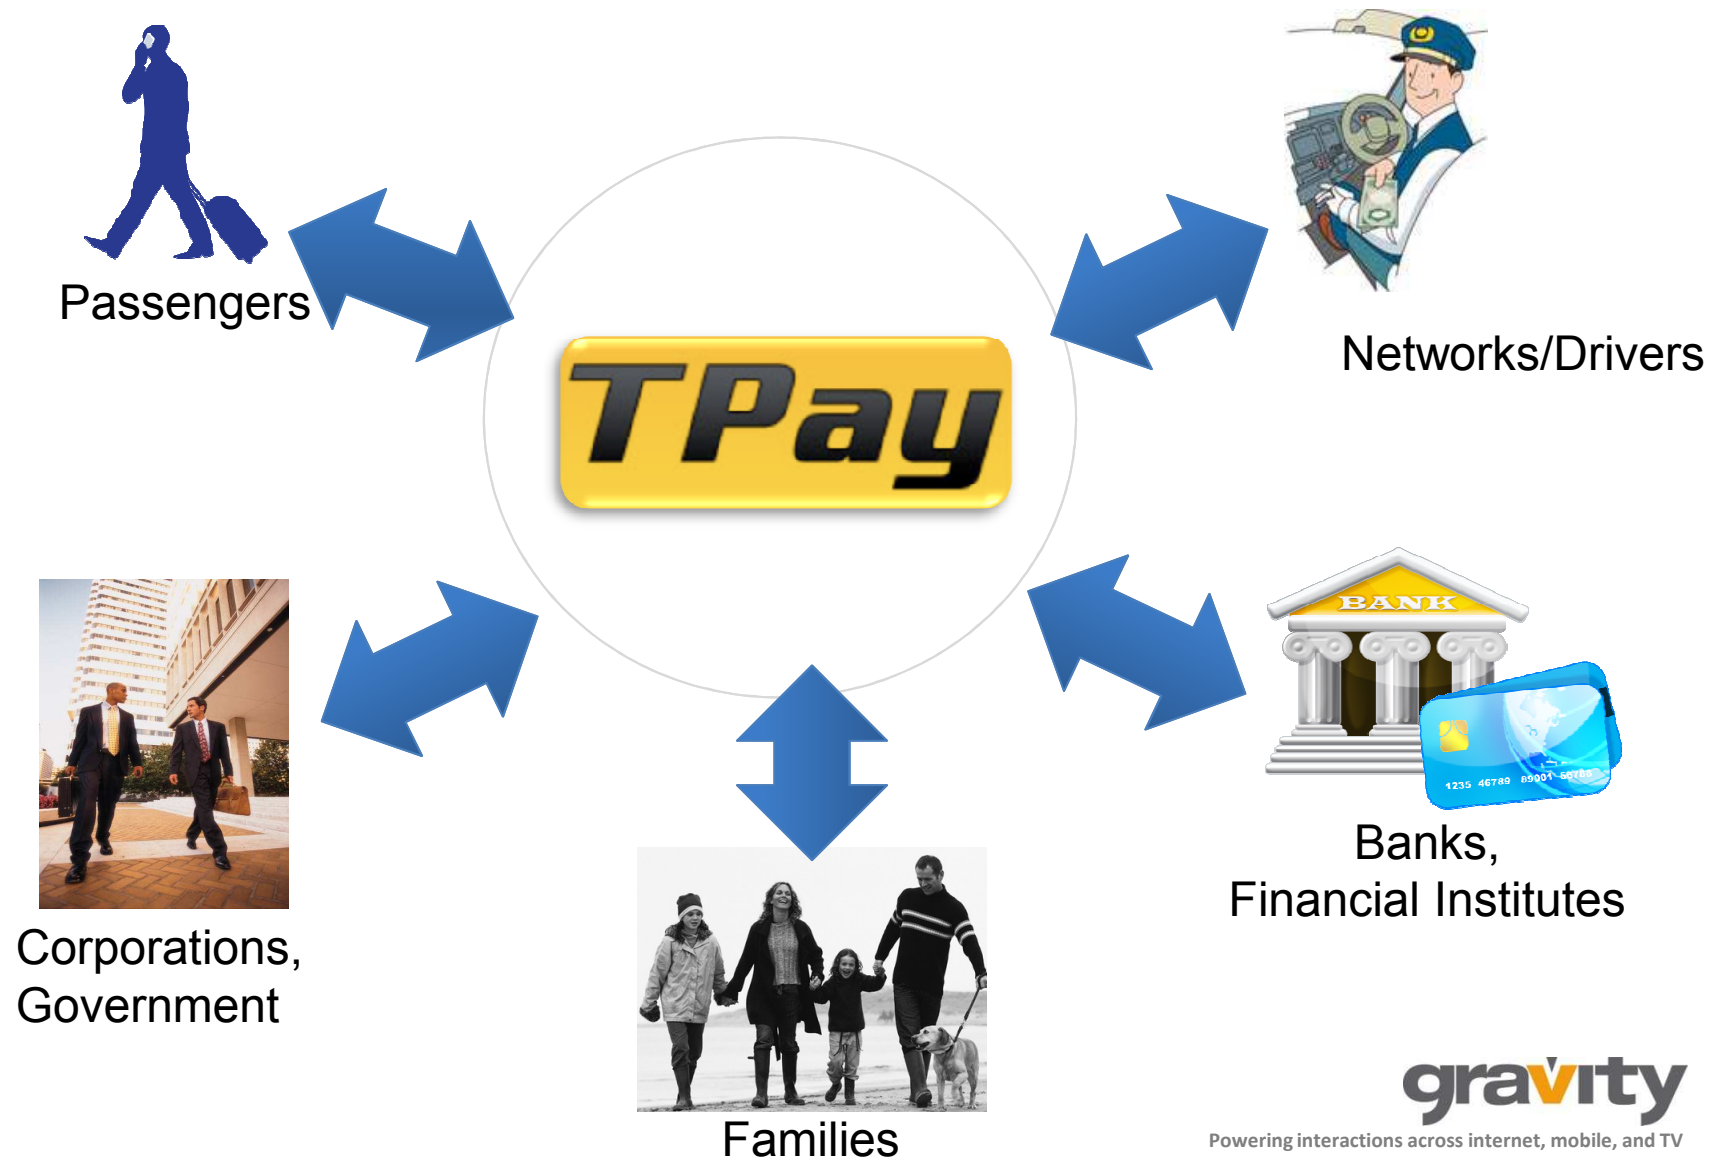 Passengers
Networks/Drivers
TPay
BANK
1235 46789 89001
Banks,
Financial Institutes
Corporations,
Government
Families
gravity
Powering interactions across internet, mobile, and TV